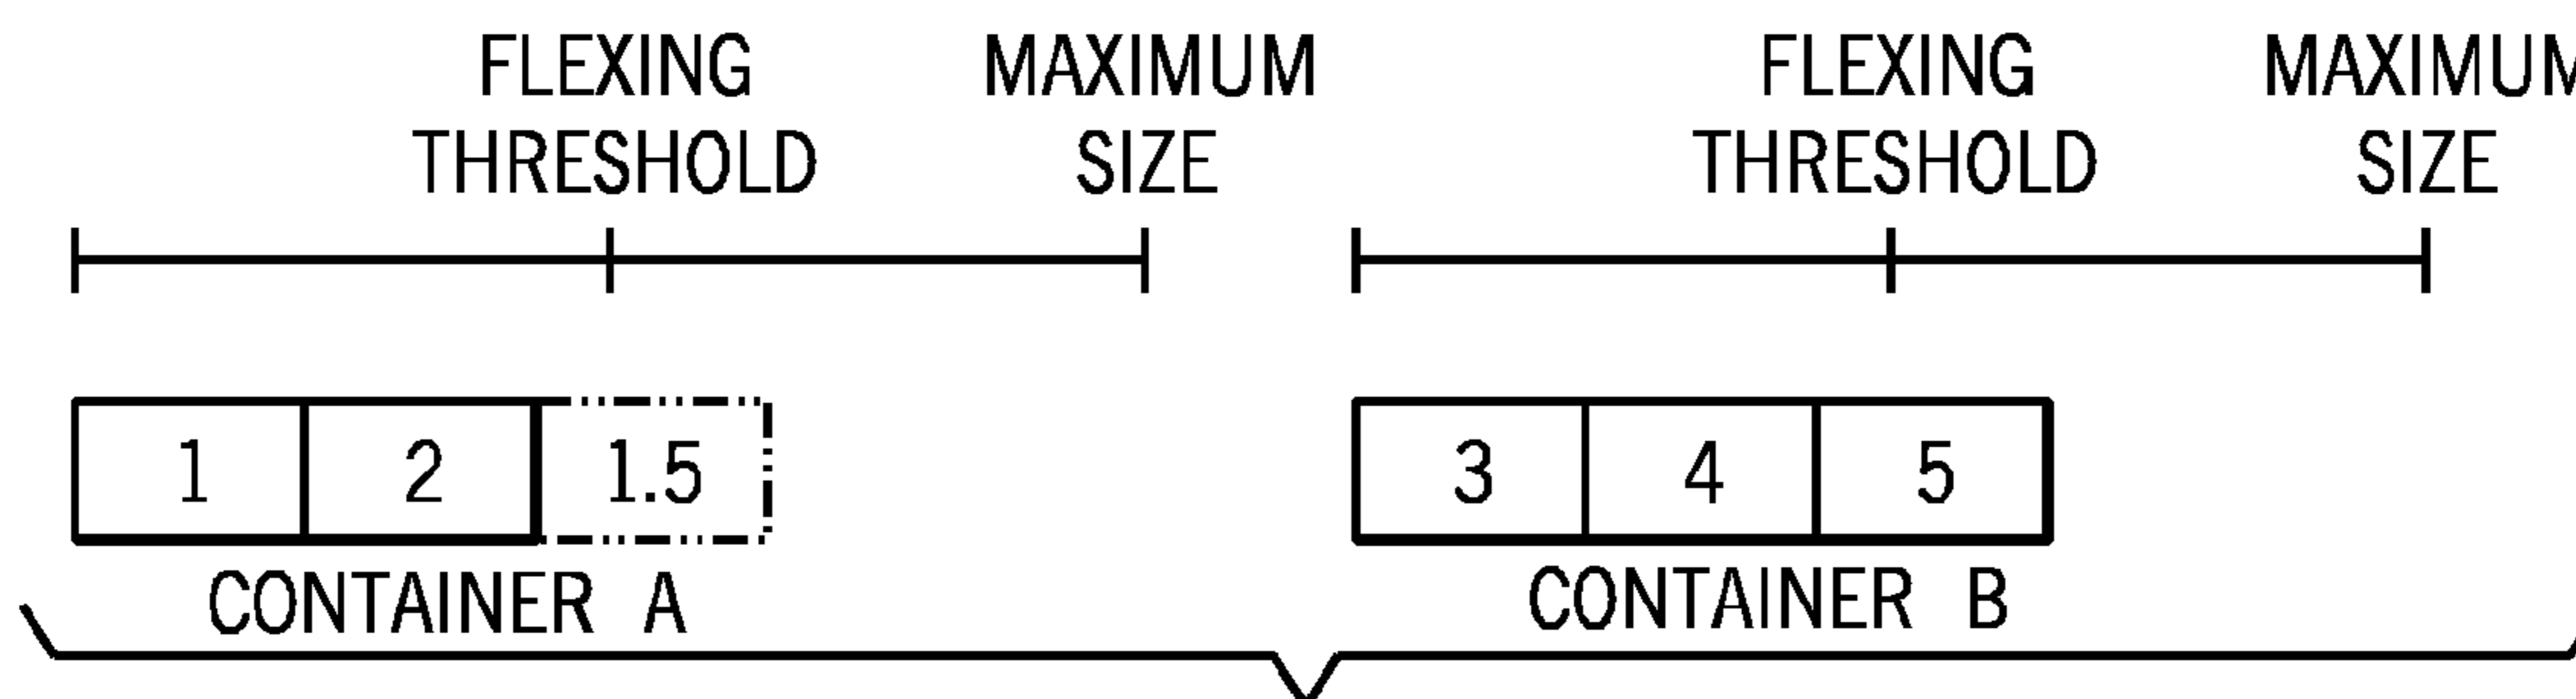 FLEXING MAXIMUM FLEXING MAXIMUM
THRESHOLD SIZE THRESHOLD SIZE
1 2 1.5 3 4 5
CONTAINER A CONTAINER B